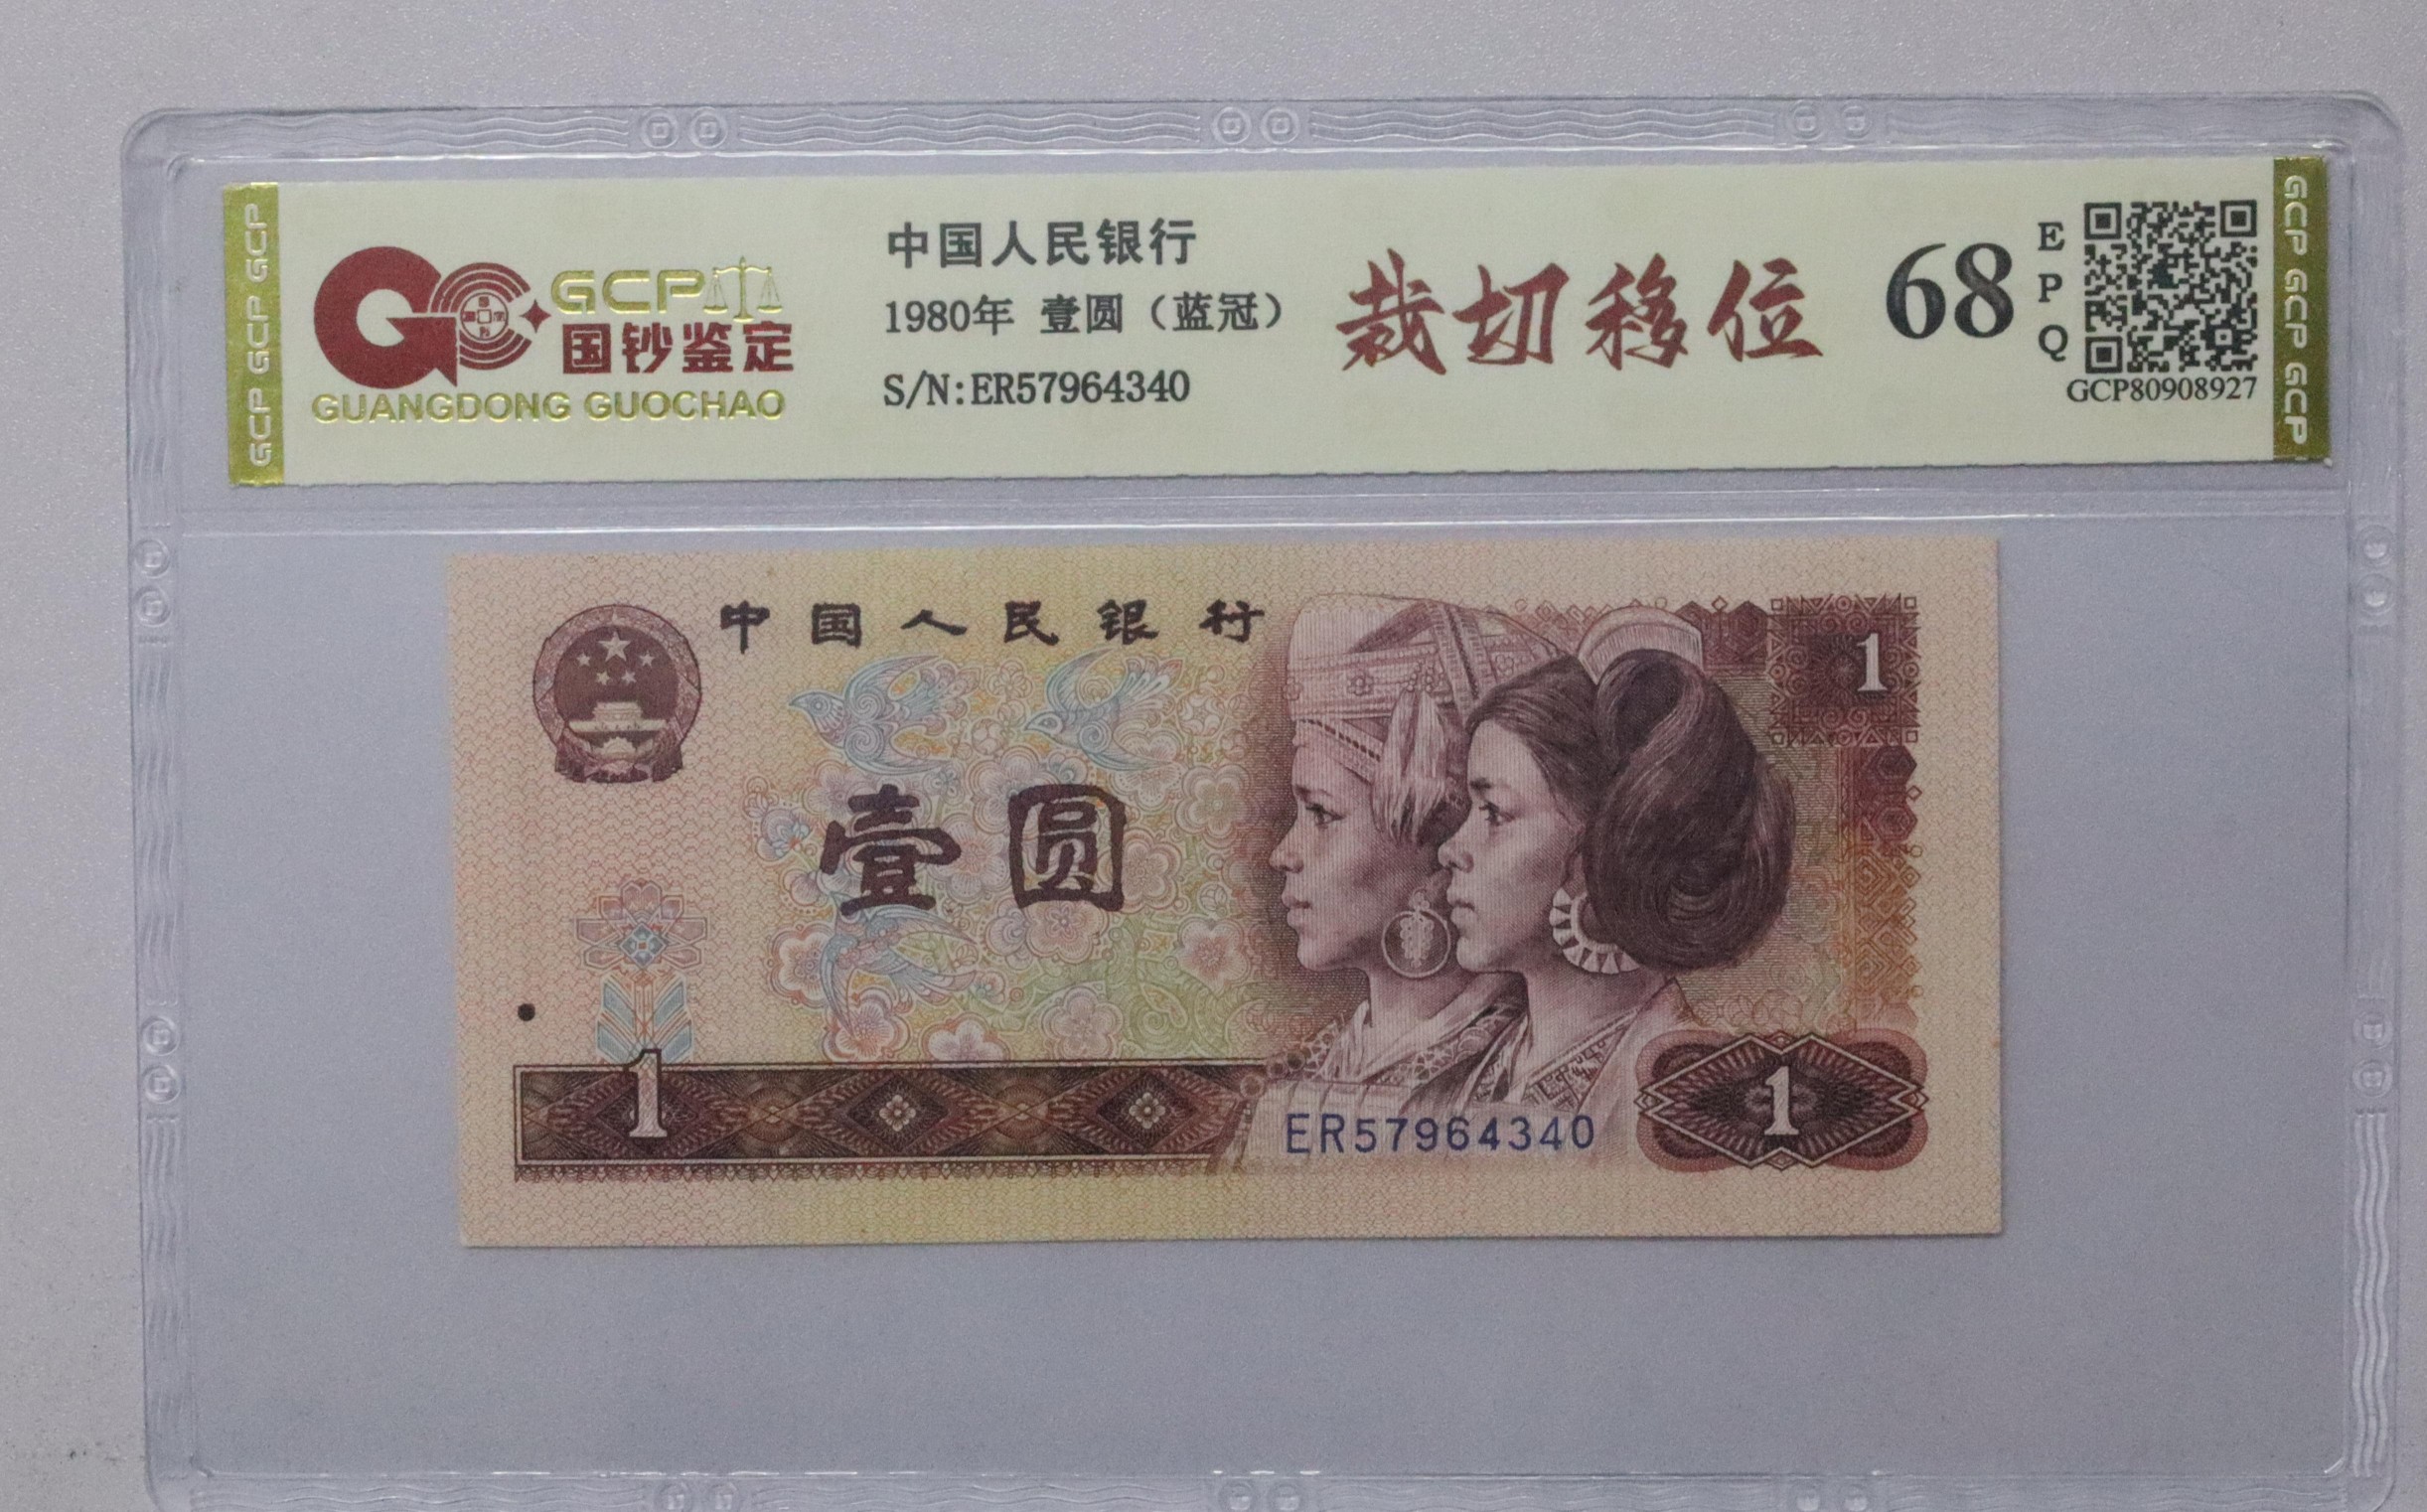 GCP GCP GCP
GCP
国钞鉴定
GUANGDONG GUOCHAO
中国人民银行
1980年 壹圆（蓝冠）
S/N:ER57964340
裁切移位
68
E
P
Q
GCP80908927
GCP GCP GCP
中国人民银行
1
壹圆
1
ER57964340
1